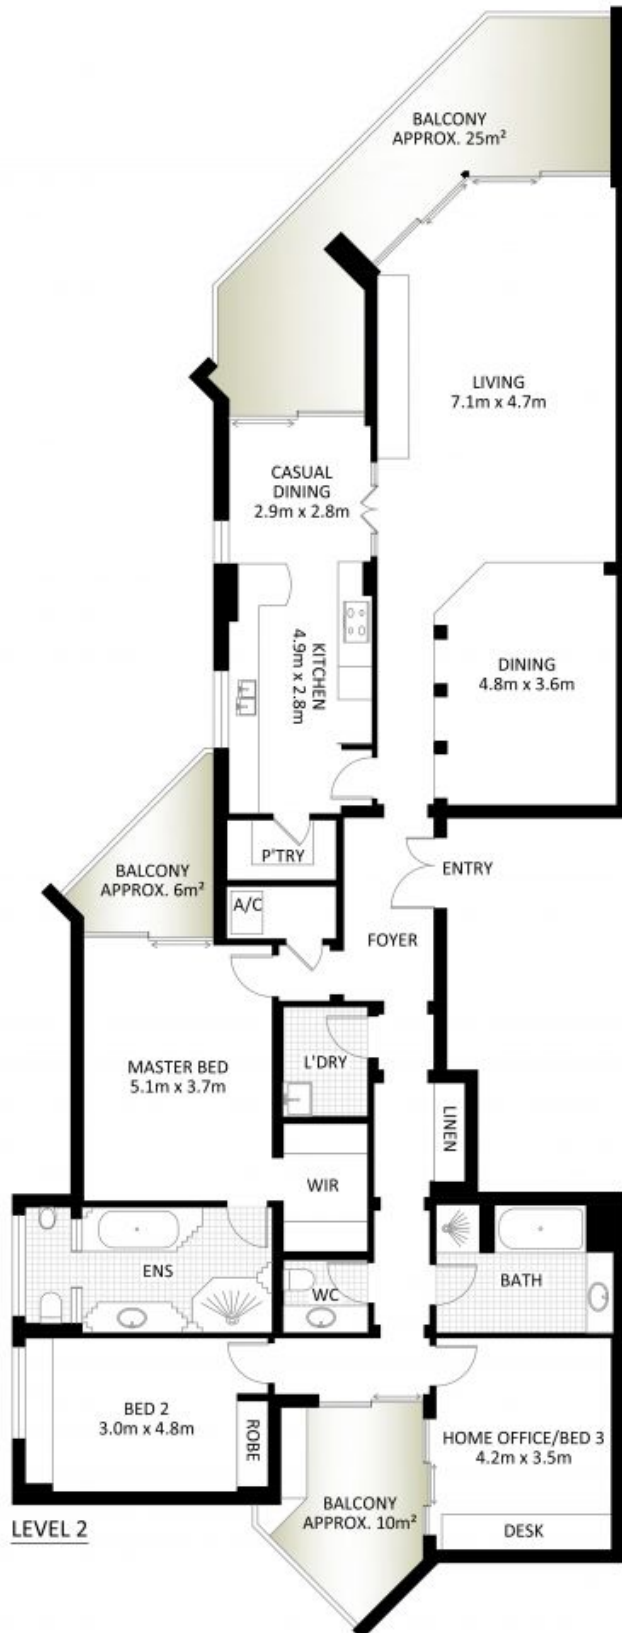 BALCONY
APPROX. 25m²
LIVING
7.1m x 4.7m
CASUAL
DINING
2.9m x 2.8m
KITCHEN
4.9m x 2.8m
DINING
4.8m x 3.6m
P'TRY
ENTRY
BALCONY
APPROX. 6m²
A/C
FOYER
MASTER BED
5.1m x 3.7m
L'DRY
LINEN
WIR
ENS
WC
BATH
BED 2
3.0m x 4.8m
ROBE
HOME OFFICE/BED 3
4.2m x 3.5m
BALCONY
APPROX. 10m²
DESK
LEVEL 2